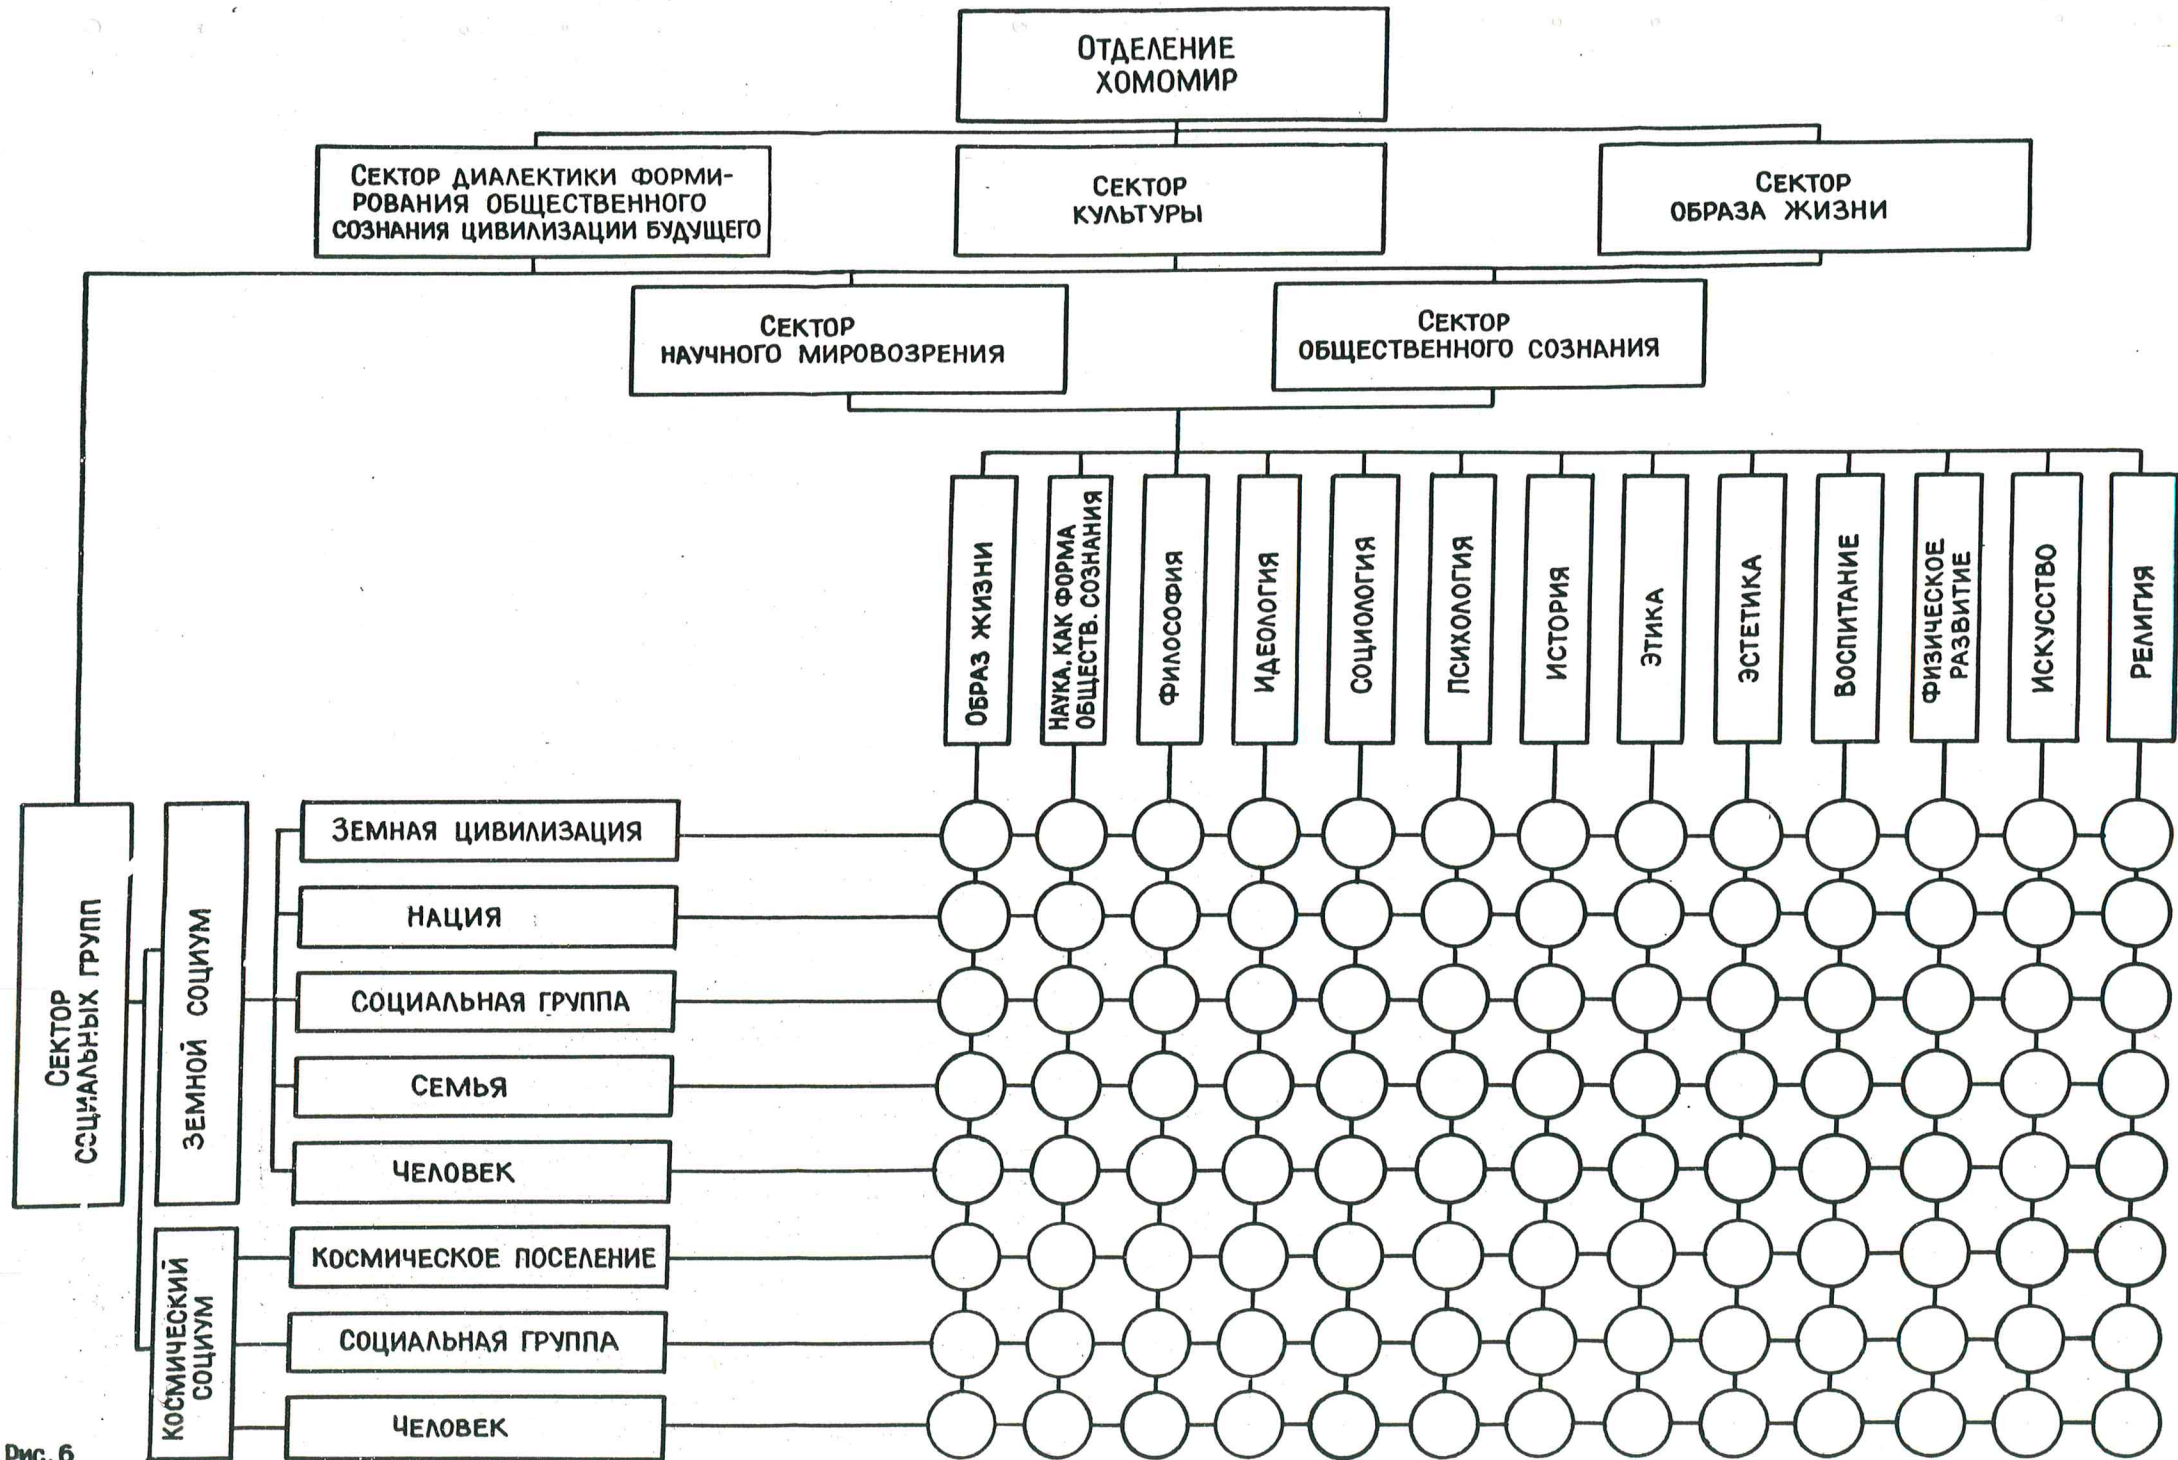 ОТДЕЛЕНИЕ
ХОМОМИР
СЕКТОР ДИАЛЕКТИКИ ФОРМИ-
РОВАНИЯ ОБЩЕСТВЕННОГО
СОЗНАНИЯ ЦИВИЛИЗАЦИИ БУДУЩЕГО
СЕКТОР
КУЛЬТУРЫ
СЕКТОР
ОБРАЗА ЖИЗНИ
СЕКТОР
НАУЧНОГО МИРОВОЗРЕНИЯ
СЕКТОР
ОБЩЕСТВЕННОГО СОЗНАНИЯ
ОБРАЗ ЖИЗНИ
НАУКА, КАК ФОРМА
ОБЩЕСТВ. СОЗНАНИЯ
ФИЛОСОФИЯ
ИДЕОЛОГИЯ
СОЦИОЛОГИЯ
ПСИХОЛОГИЯ
ИСТОРИЯ
ЭТИКА
ЭСТЕТИКА
ВОСПИТАНИЕ
ФИЗИЧЕСКОЕ
РАЗВИТИЕ
ИСКУССТВО
РЕЛИГИЯ
СЕКТОР
СОЦИАЛЬНЫХ ГРУПП
ЗЕМНОЙ СОЦИУМ
ЗЕМНАЯ ЦИВИЛИЗАЦИЯ
НАЦИЯ
СОЦИАЛЬНАЯ ГРУППА
СЕМЬЯ
ЧЕЛОВЕК
КОСМИЧЕСКИЙ
СОЦИУМ
КОСМИЧЕСКОЕ ПОСЕЛЕНИЕ
СОЦИАЛЬНАЯ ГРУППА
ЧЕЛОВЕК
Рис. 6